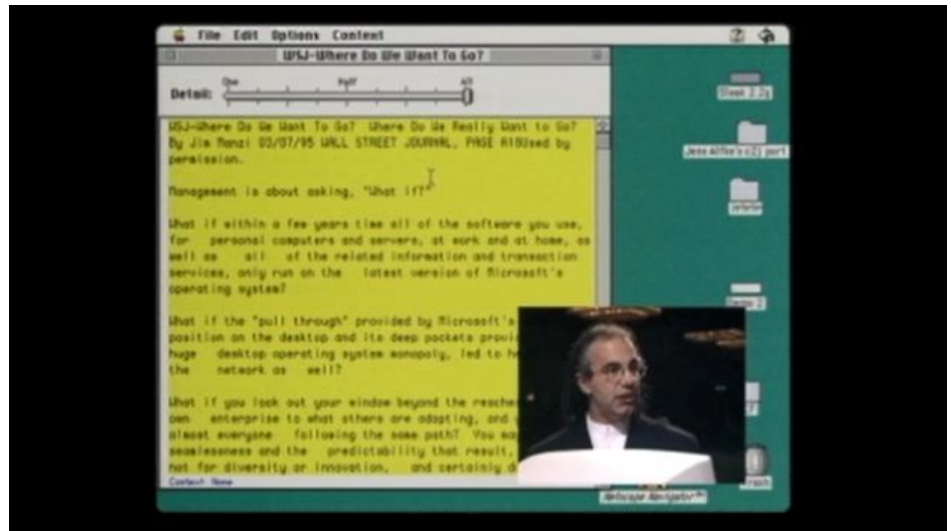 File Edit Options Context
WSJ-Where Do We Want To Go?
One Half All
Detail:
WSJ-Where Do We Want To Go? Where Do We Really Want to Go?
By Jim Manzi 03/07/95 WALL STREET JOURNAL, PAGE A18Used by
permission.
Management is about asking, "What if?"
What if within a few years time all of the software you use,
for personal computers and servers, at work and at home, as
well as all of the related information and transaction
services, only run on the latest version of Microsoft's
operating system?
What if the "pull through" provided by Microsoft's
position on the desktop and its deep pockets
huge desktop operating system monopoly, led to
the network as well?
What if you look out your window beyond the reaches
own enterprise to what others are adopting, and
almost everyone following the same path? You
seamlessness and the predictability that result,
not for diversity or innovation, and certainly
Context: None
Netscape Navigator™